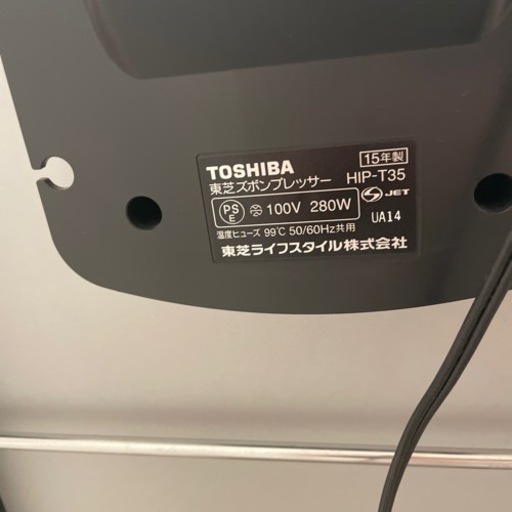 TOSHIBA 15年製
東芝ズボンプレッサー HIP-T35
PS E 100V 280W JET
UA14
温度ヒューズ 99℃ 50/60Hz共用
東芝ライフスタイル株式会社